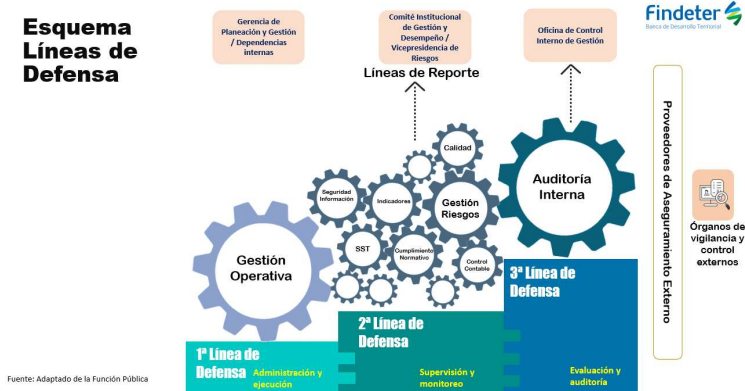 Esquema
Líneas de
Defensa
Gerencia de
Planeación y Gestión
/ Dependencias
internas
Comité Institucional
de Gestión y
Desempeño /
Vicepresidencia de
Riesgos
Oficina de Control
Interno de Gestión
Findeter
Banca de Desarrollo Territorial
Líneas de Reporte
Calidad
Seguridad
Información
Indicadores
Gestión
Riesgos
SST
Cumplimiento
Normativo
Control
Contable
Gestión
Operativa
Auditoría
Interna
Proveedores de Aseguramiento Externo
Órganos de
vigilancia y
control
externos
1ª Línea de
Defensa
Administración y
ejecución
2ª Línea de
Defensa
Supervisión y
monitoreo
3ª Línea de
Defensa
Evaluación y
auditoría
Fuente: Adaptado de la Función Pública